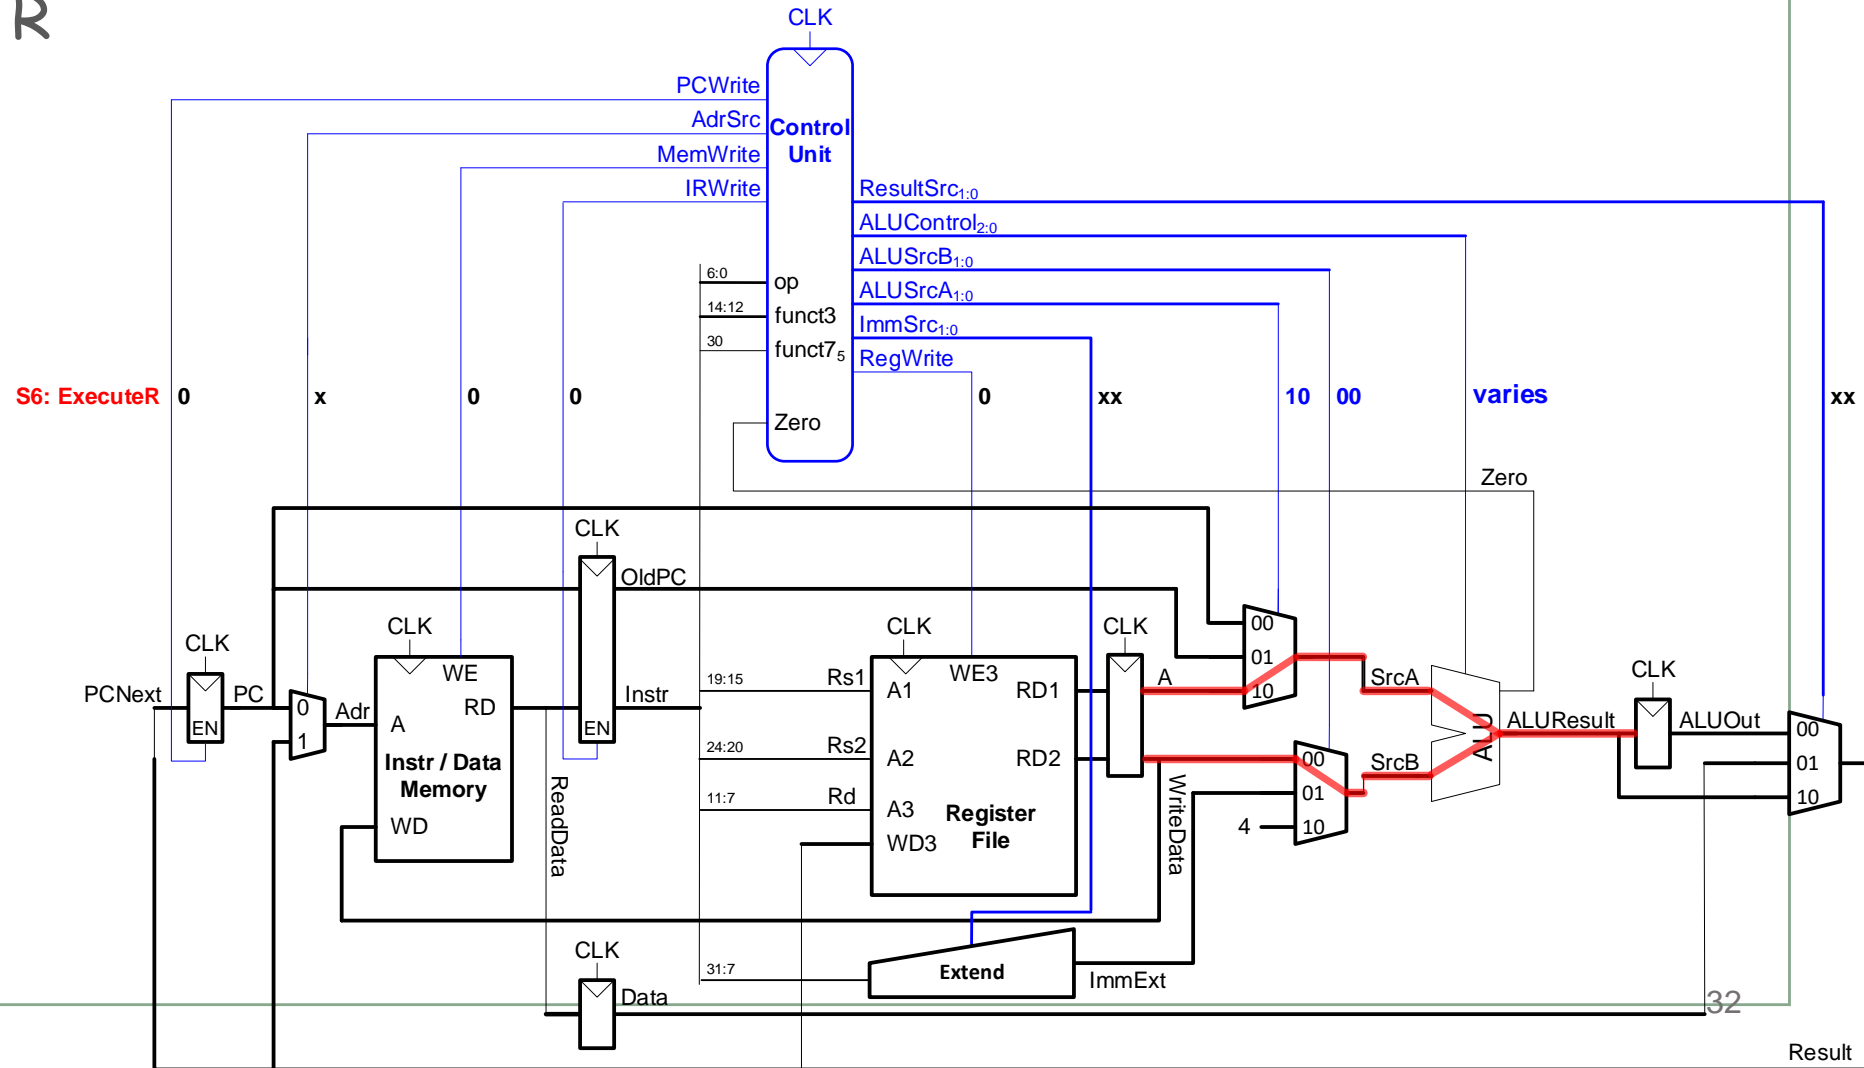 R
CLK
PCWrite
AdrSrc
Control
Unit
MemWrite
IRWrite
ResultSrc1:0
ALUControl2:0
ALUSrcB1:0
6:0
op
ALUSrcA1:0
14:12
funct3
ImmSrc1:0
30
funct75
RegWrite
S6: ExecuteR
0
x
0
0
0
xx
10
00
varies
xx
Zero
Zero
CLK
OldPC
CLK
CLK
CLK
CLK
00
01
10
PCNext
EN
PC
0
1
Adr
WE
RD
A
Instr / Data
Memory
WD
EN
Instr
19:15
Rs1
A1
WE3
RD1
A
SrcA
CLK
ALU
ALUResult
ALUOut
00
01
10
24:20
Rs2
A2
RD2
00
01
4
10
SrcB
11:7
Rd
A3
Register
File
WD3
ReadData
WriteData
CLK
31:7
Extend
ImmExt
Data
32
Result